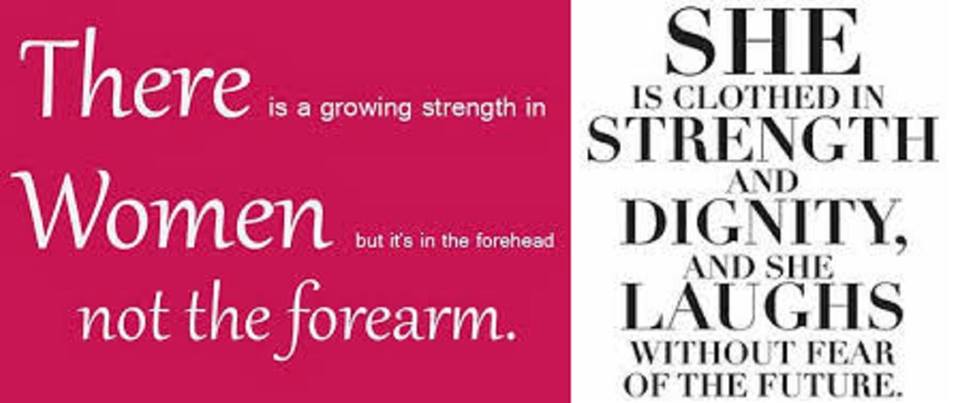 There is a growing strength in
Women but it's in the forehead
not the forearm.
SHE
IS CLOTHED IN
STRENGTH
AND
DIGNITY,
AND SHE
LAUGHS
WITHOUT FEAR
OF THE FUTURE.